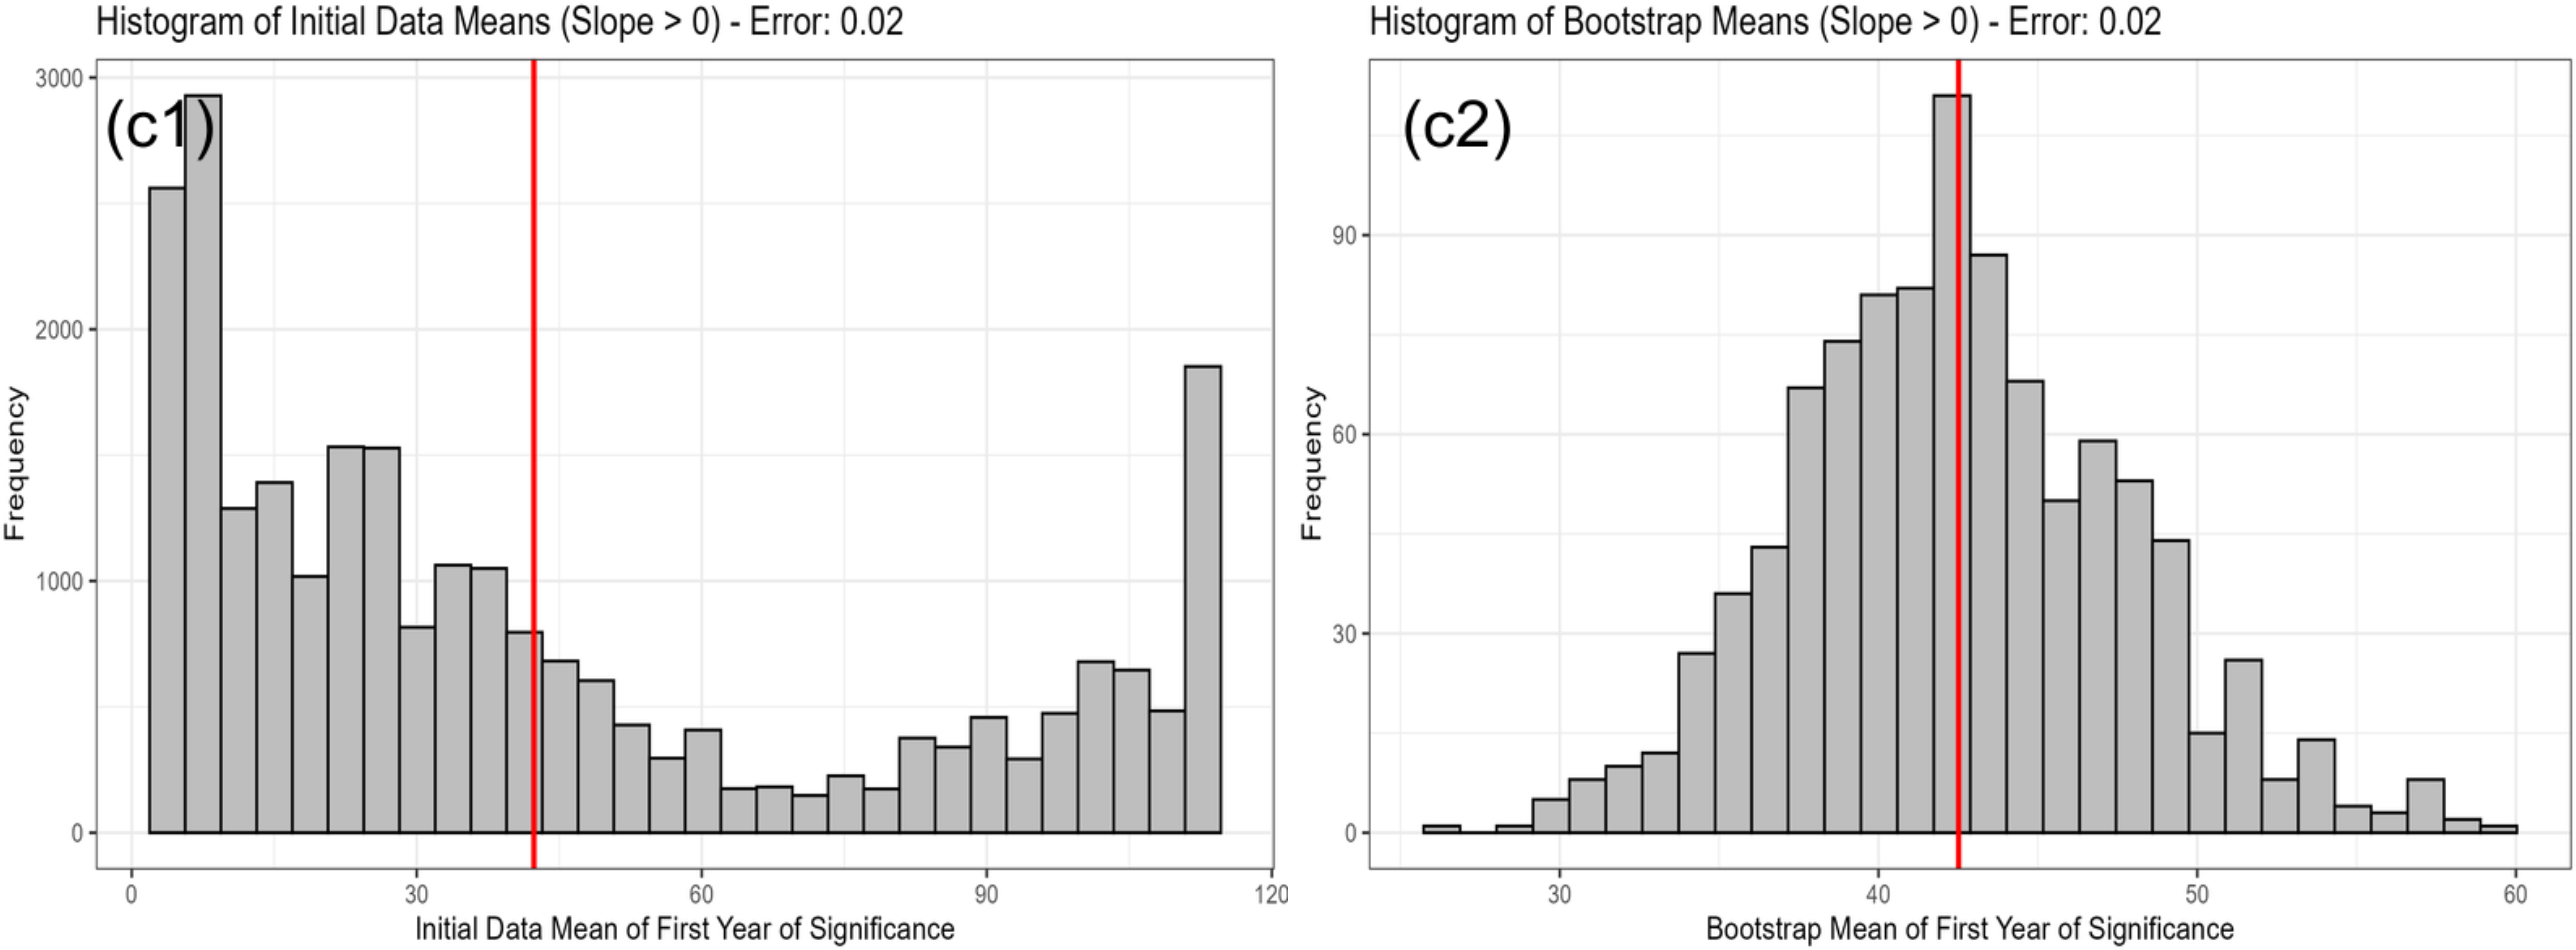 Histogram of Initial Data Means (Slope > 0) - Error: 0.02
(c1)
3000
2000
1000
0
Frequency
0 30 60 90 120
Initial Data Mean of First Year of Significance
Histogram of Bootstrap Means (Slope > 0) - Error: 0.02
(c2)
90
60
30
0
Frequency
30 40 50 60
Bootstrap Mean of First Year of Significance